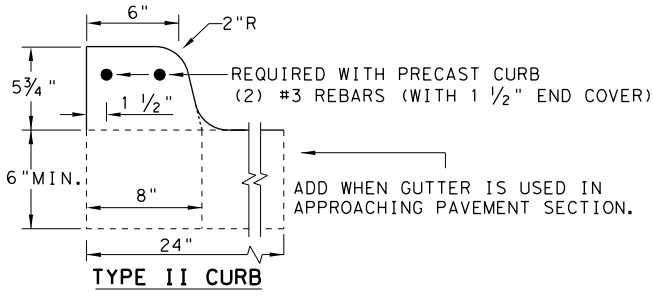 6"
2"R
5¾"
REQUIRED WITH PRECAST CURB
(2) #3 REBARS (WITH 1 ½" END COVER)
1 ½"
6"MIN.
8"
ADD WHEN GUTTER IS USED IN
APPROACHING PAVEMENT SECTION.
24"
TYPE II CURB